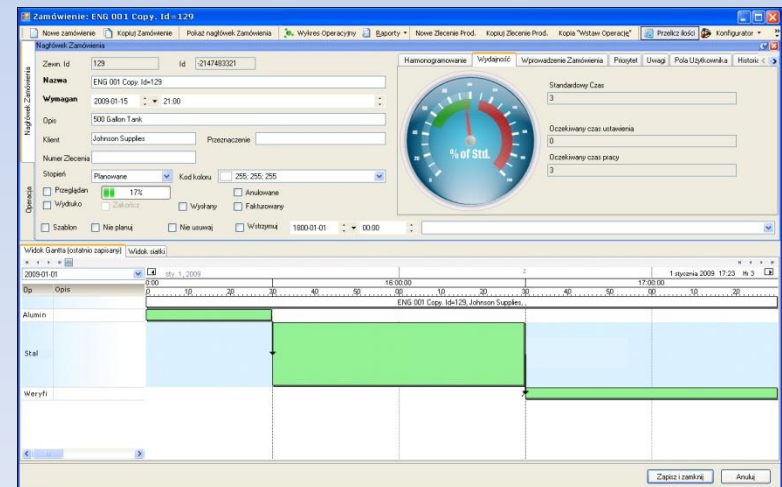 Zamówienie: ENG 001 Copy. Id=129
Nowe zamówienie Kopiuj Zamówienie Pokaż nagłówek Zamówienia Wykres Operacyjny Raporty Nowe Zlecenie Prod. Kopiuj Zlecenie Prod. Kopia "Wstaw Operację" Przelicz ilości Konfigurator
Nagłówek Zamówienia
Nagłówek Zamówienia
Operacja
Zewn. Id 129 Id -2147483321
Nazwa ENG 001 Copy. Id=129
Wymagan 2009-01-15 21:00
Opis 500 Gallon Tank
Klient Johnson Supplies Przeznaczenie
Numer Zlecenia
Stopień Planowane Kod koloru 255; 255; 255
Przeglądan 17% Anulowane
Wydruko Zakończ Wysłany Fakturowany
Szablon Nie planuj Nie usuwaj Wstrzymuj 1800-01-01 00:00
Harmonogramowanie Wydajność Wprowadzenie Zamówienia Priorytet Uwagi Pola Użytkownika Historia
% of Std.
Standardowy Czas
3
Oczekiwany czas ustawienia
0
Oczekiwany czas pracy
3
Widok Gantta (ostatnio zapisany) Widok siatki
2009-01-01 sty. 1, 2009 1 stycznia 2009 17:23 Hr 3
Op Opis
0:00 16:00:00 17:00:00
0 10 20 30 40 50 00 10 20 30 40 50 00 10 20
ENG 001 Copy. Id=129, Johnson Supplies, ,
Alumin
Stal
Weryfi
Zapisz i zamknij Anuluj